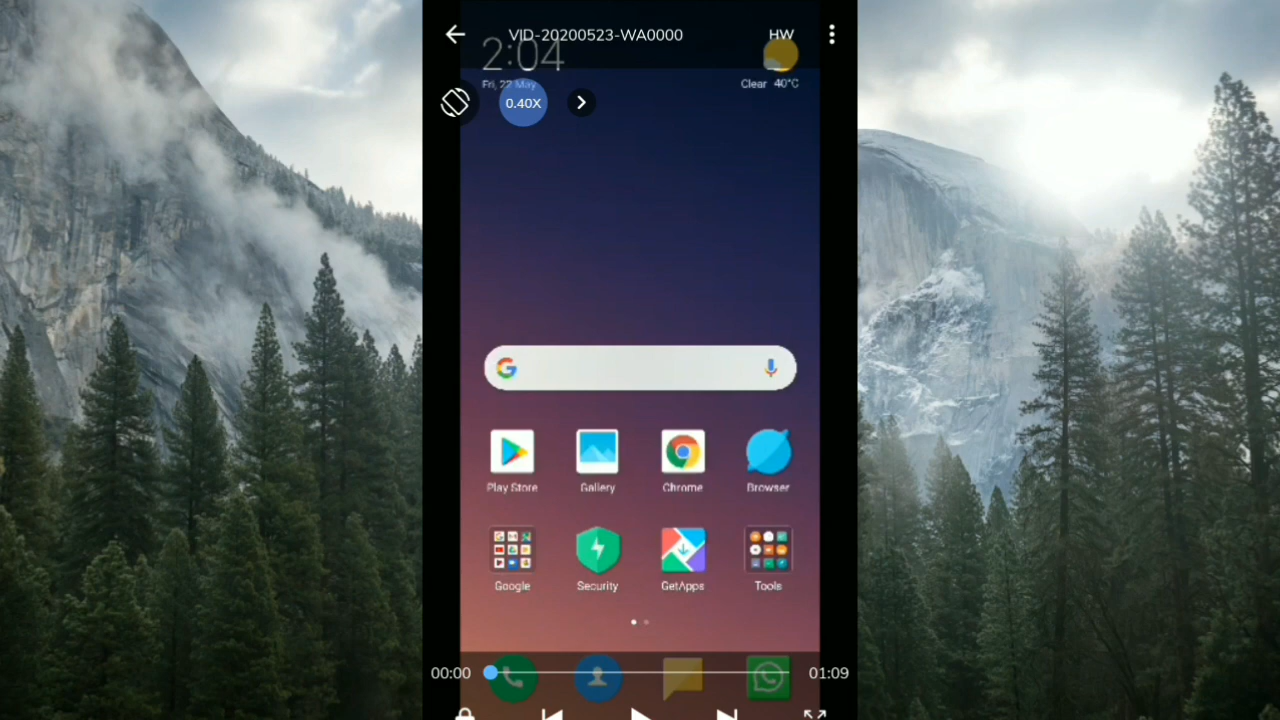 VID-20200523-WA0000
HW
2:04
Fri, 22 May
Clear 40°C
0.40X
Play Store
Gallery
Chrome
Browser
Google
Security
GetApps
Tools
00:00
01:09